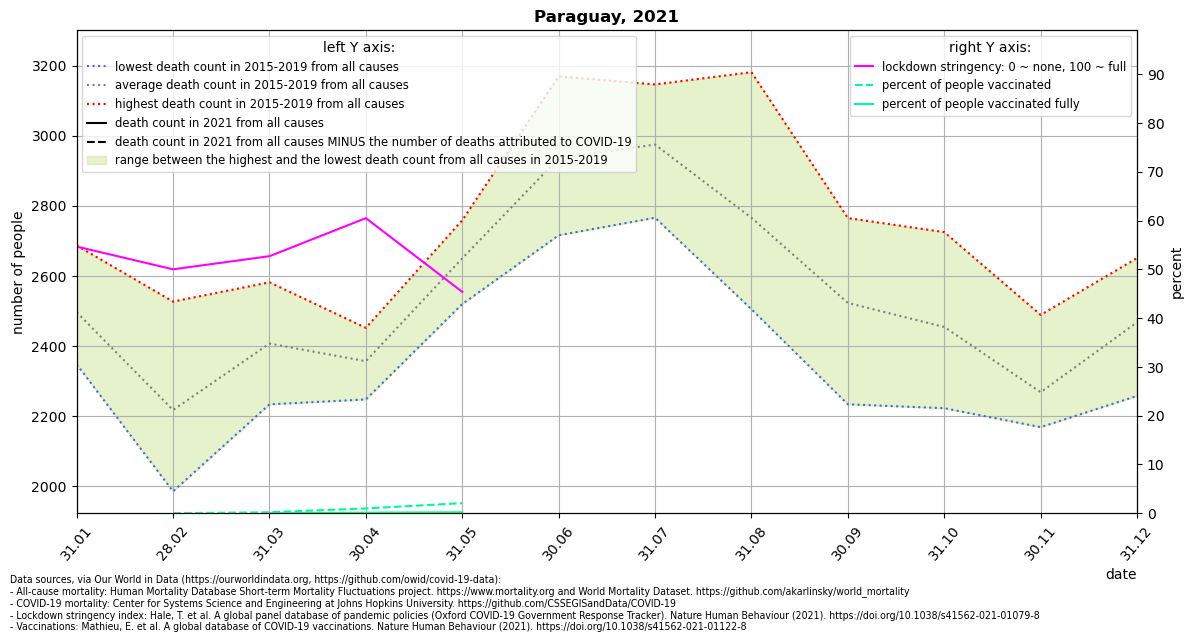 Paraguay, 2021
left Y axis:
lowest death count in 2015-2019 from all causes
average death count in 2015-2019 from all causes
highest death count in 2015-2019 from all causes
death count in 2021 from all causes
death count in 2021 from all causes MINUS the number of deaths attributed to COVID-19
range between the highest and the lowest death count from all causes in 2015-2019
right Y axis:
lockdown stringency: 0 ~ none, 100 ~ full
percent of people vaccinated
percent of people vaccinated fully
number of people
3200
3000
2800
2600
2400
2200
2000
percent
90
80
70
60
50
40
30
20
10
0
31.01
28.02
31.03
30.04
31.05
30.06
31.07
31.08
30.09
31.10
30.11
31.12
date
Data sources, via Our World in Data (https://ourworldindata.org, https://github.com/owid/covid-19-data):
- All-cause mortality: Human Mortality Database Short-term Mortality Fluctuations project. https://www.mortality.org and World Mortality Dataset. https://github.com/akarlinsky/world_mortality
- COVID-19 mortality: Center for Systems Science and Engineering at Johns Hopkins University. https://github.com/CSSEGISandData/COVID-19
- Lockdown stringency index: Hale, T. et al. A global panel database of pandemic policies (Oxford COVID-19 Government Response Tracker). Nature Human Behaviour (2021). https://doi.org/10.1038/s41562-021-01079-8
- Vaccinations: Mathieu, E. et al. A global database of COVID-19 vaccinations. Nature Human Behaviour (2021). https://doi.org/10.1038/s41562-021-01122-8